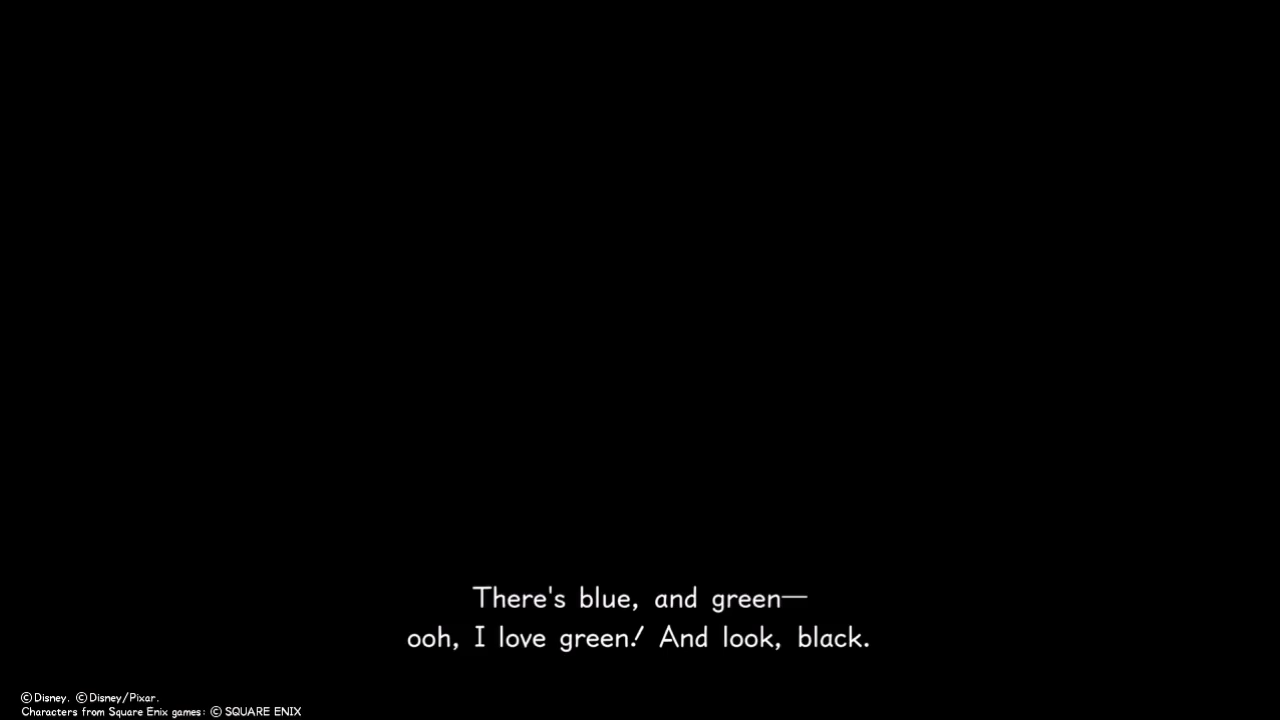 There's blue, and green—
ooh, I love green! And look, black.
©Disney. ©Disney/Pixar.
Characters from Square Enix games: © SQUARE ENIX